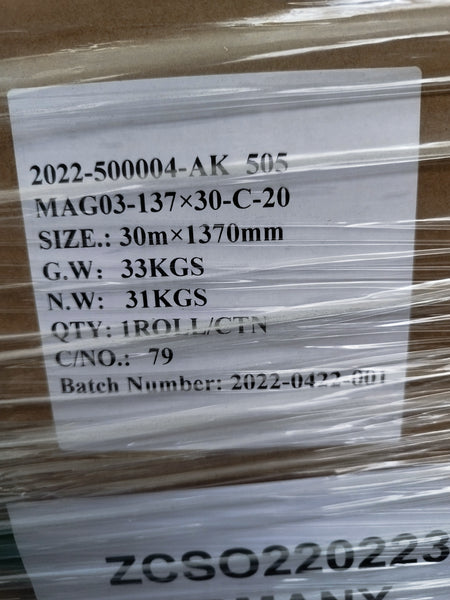 2022-500004-AK 505
MAG03-137×30-C-20
SIZE.: 30m×1370mm
G.W: 33KGS
N.W: 31KGS
QTY: 1ROLL/CTN
C/NO.: 79
Batch Number: 2022-0422-001
ZCSO220223